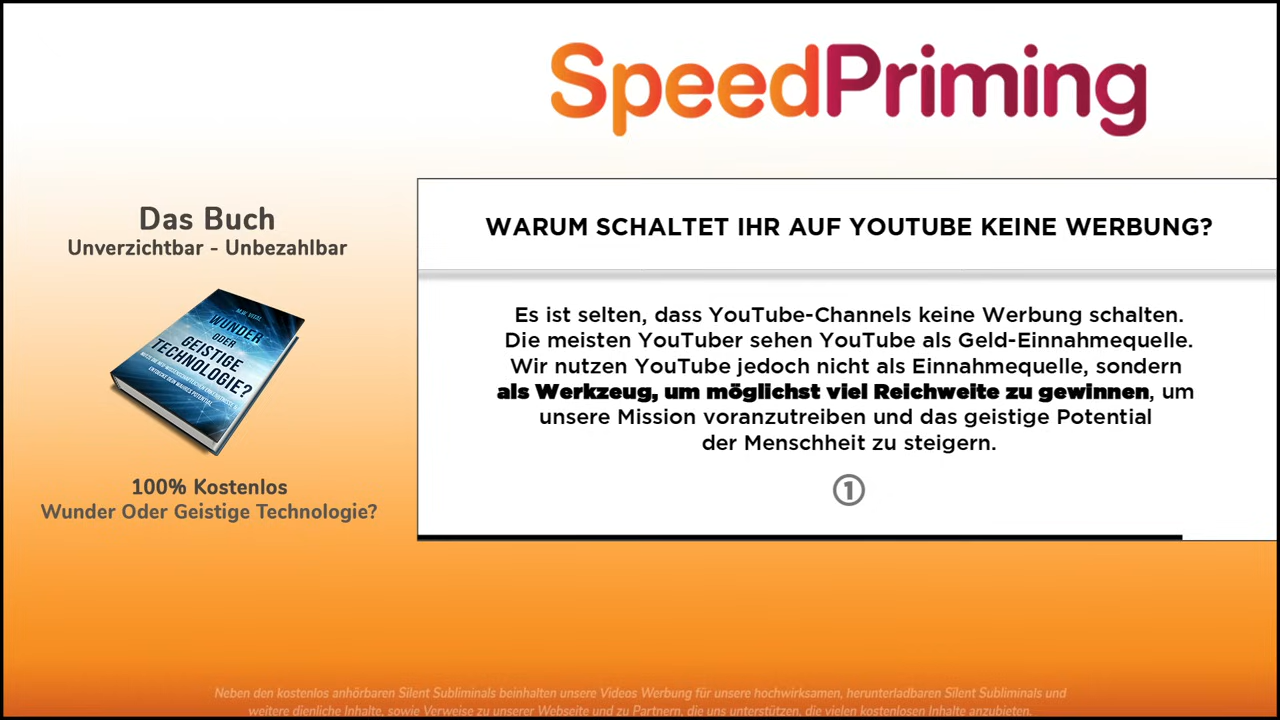 SpeedPriming
Das Buch
Unverzichtbar - Unbezahlbar
M.R. VITAL
WUNDER
ODER
GEISTIGE
TECHNOLOGIE?
ENTDECKE DEIN WAHRES POTENTIAL
100% Kostenlos
Wunder Oder Geistige Technologie?
WARUM SCHALTET IHR AUF YOUTUBE KEINE WERBUNG?
Es ist selten, dass YouTube-Channels keine Werbung schalten.
Die meisten YouTuber sehen YouTube als Geld-Einnahmequelle.
Wir nutzen YouTube jedoch nicht als Einnahmequelle, sondern
als Werkzeug, um möglichst viel Reichweite zu gewinnen, um
unsere Mission voranzutreiben und das geistige Potential
der Menschheit zu steigern.
1
Neben den kostenlos anhörbaren Silent Subliminals beinhalten unsere Videos Werbung für unsere hochwirksamen, herunterladbaren Silent Subliminals und
weitere dienliche Inhalte, sowie Verweise zu unserer Webseite und zu Partnern, die uns unterstützen, die vielen kostenlosen Inhalte anzubieten.